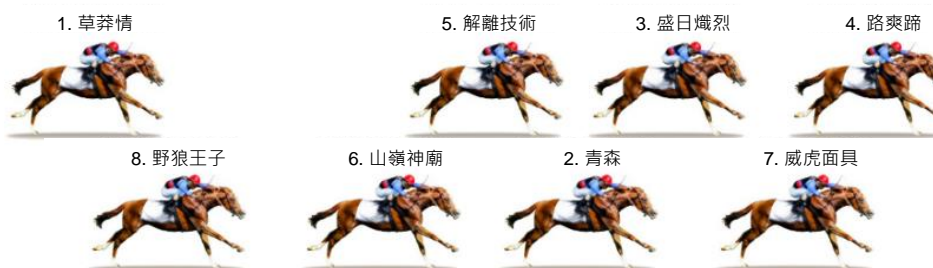 1. 草莽情
5. 解離技術
3. 盛日熾烈
4. 路爽蹄
8. 野狼王子
6. 山嶺神廟
2. 青森
7. 威虎面具